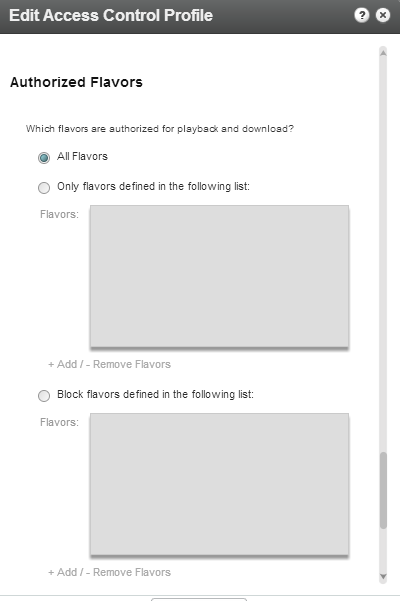 Edit Access Control Profile
Authorized Flavors
Which flavors are authorized for playback and download?
All Flavors
Only flavors defined in the following list:
Flavors:
+ Add / - Remove Flavors
Block flavors defined in the following list:
Flavors:
+ Add / - Remove Flavors